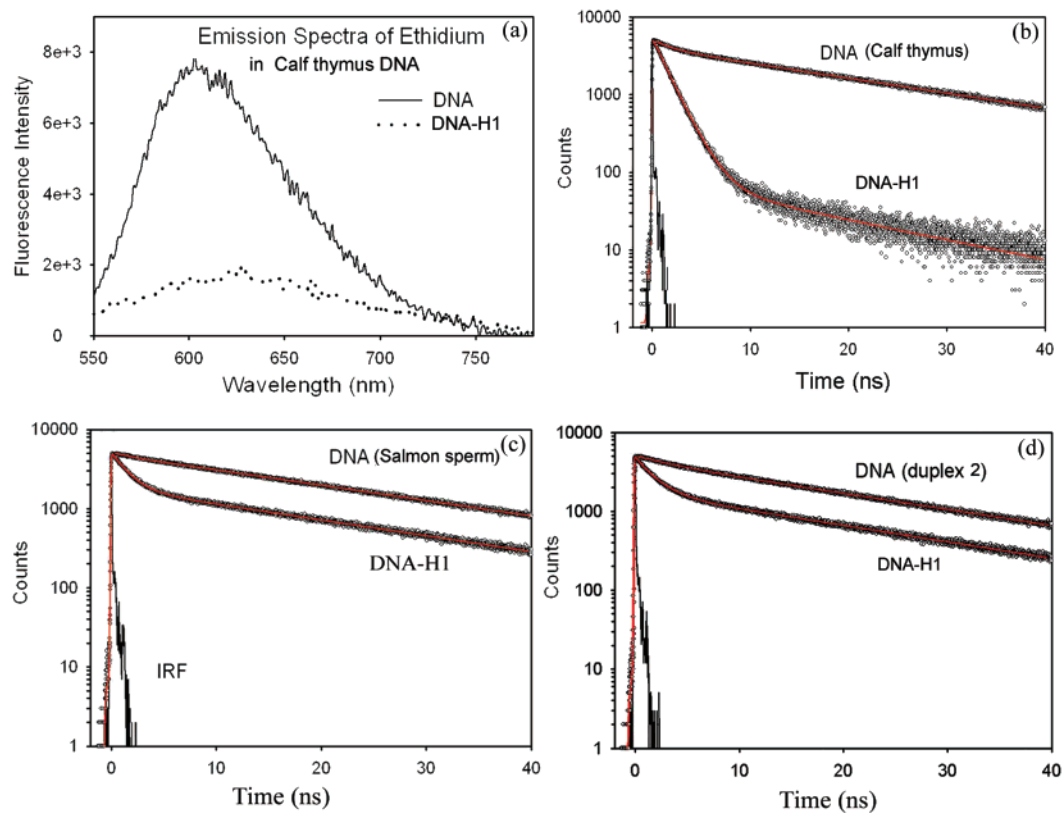 (a)
Emission Spectra of Ethidium
in Calf thymus DNA
DNA
DNA-H1
8e+3
6e+3
4e+3
2e+3
0
Fluorescence Intensity
550 600 650 700 750
Wavelength (nm)
(b)
DNA (Calf thymus)
DNA-H1
10000
1000
100
10
1
Counts
0 10 20 30 40
Time (ns)
(c)
DNA (Salmon sperm)
DNA-H1
IRF
10000
1000
100
10
1
Counts
0 10 20 30 40
Time (ns)
(d)
DNA (duplex 2)
DNA-H1
10000
1000
100
10
1
Counts
0 10 20 30 40
Time (ns)